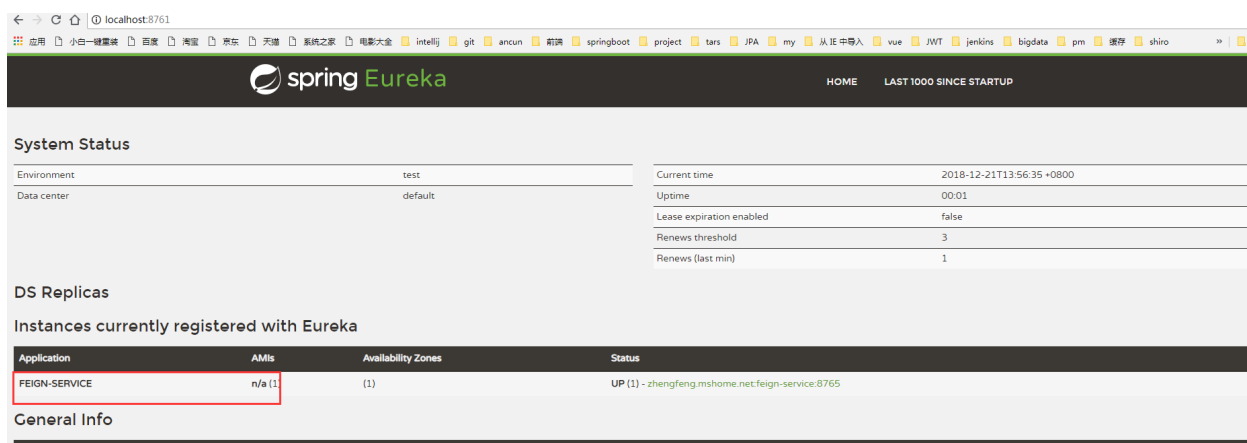 localhost:8761
应用 小白一键重装 百度 淘宝 京东 天猫 系统之家 电影大全 intellij git ancun 前端 springboot project tars JPA my 从 IE 中导入 vue JWT jenkins bigdata pm 缓存 shiro »
spring Eureka HOME LAST 1000 SINCE STARTUP
System Status
Environment test Current time 2018-12-21T13:56:35 +0800
Data center default Uptime 00:01
Lease expiration enabled false
Renews threshold 3
Renews (last min) 1
DS Replicas
Instances currently registered with Eureka
Application AMIs Availability Zones Status
FEIGN-SERVICE n/a (1) (1) UP (1) - zhengfeng.mshome.net:feign-service:8765
General Info